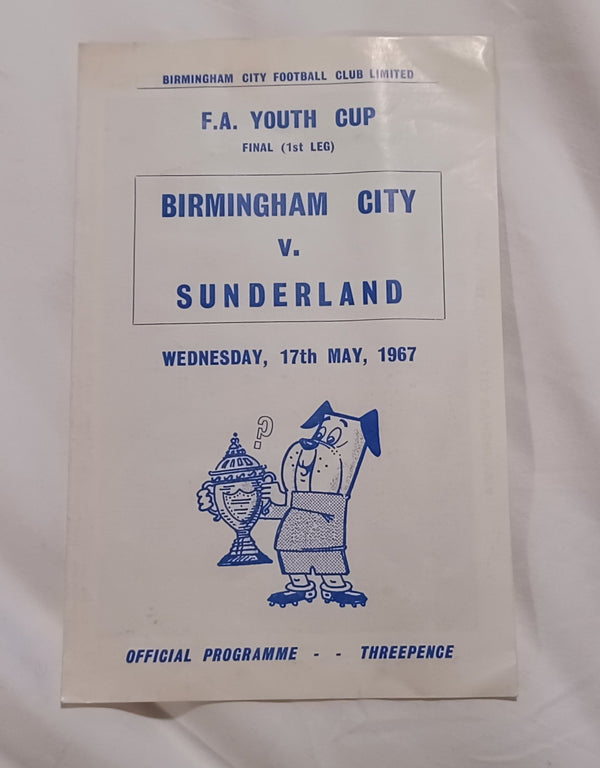 BIRMINGHAM CITY FOOTBALL CLUB LIMITED
F.A. YOUTH CUP
FINAL (1st LEG)
BIRMINGHAM CITY
v.
SUNDERLAND
WEDNESDAY, 17th MAY, 1967
?
OFFICIAL PROGRAMME - - THREEPENCE